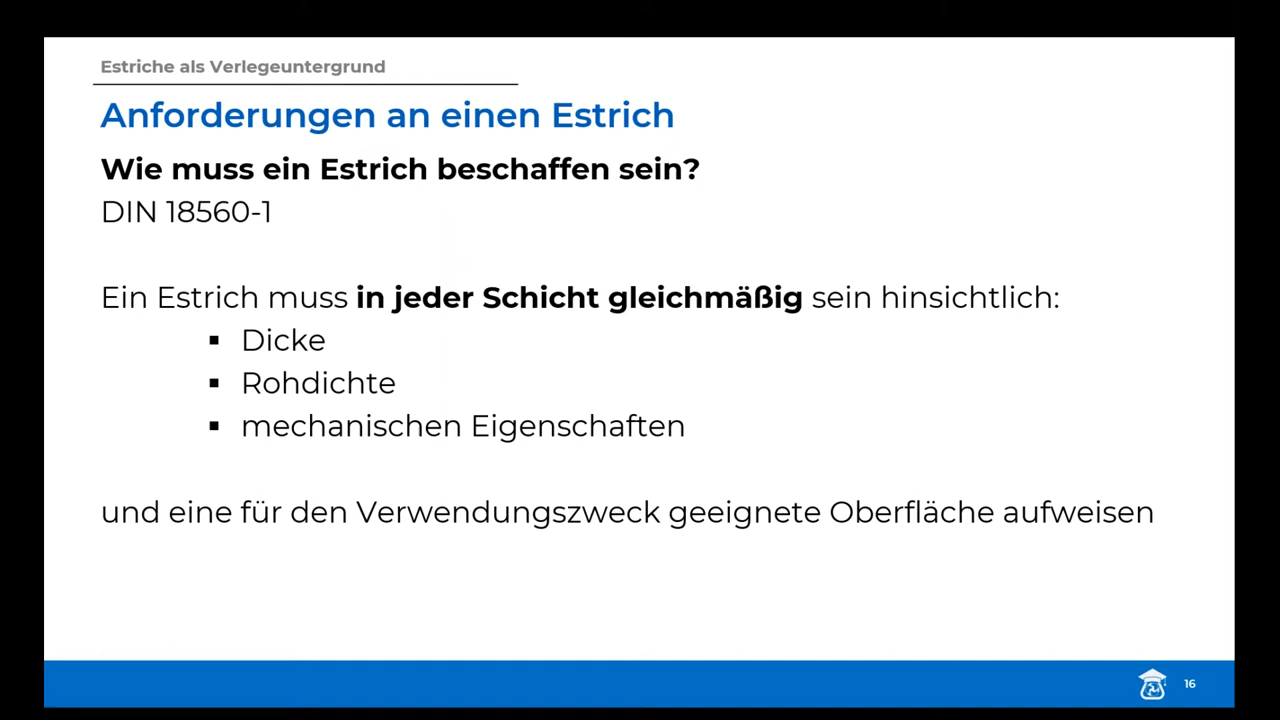 Estriche als Verlegeuntergrund
Anforderungen an einen Estrich
Wie muss ein Estrich beschaffen sein?
DIN 18560-1
Ein Estrich muss in jeder Schicht gleichmäßig sein hinsichtlich:
▪ Dicke
▪ Rohdichte
▪ mechanischen Eigenschaften
und eine für den Verwendungszweck geeignete Oberfläche aufweisen
16